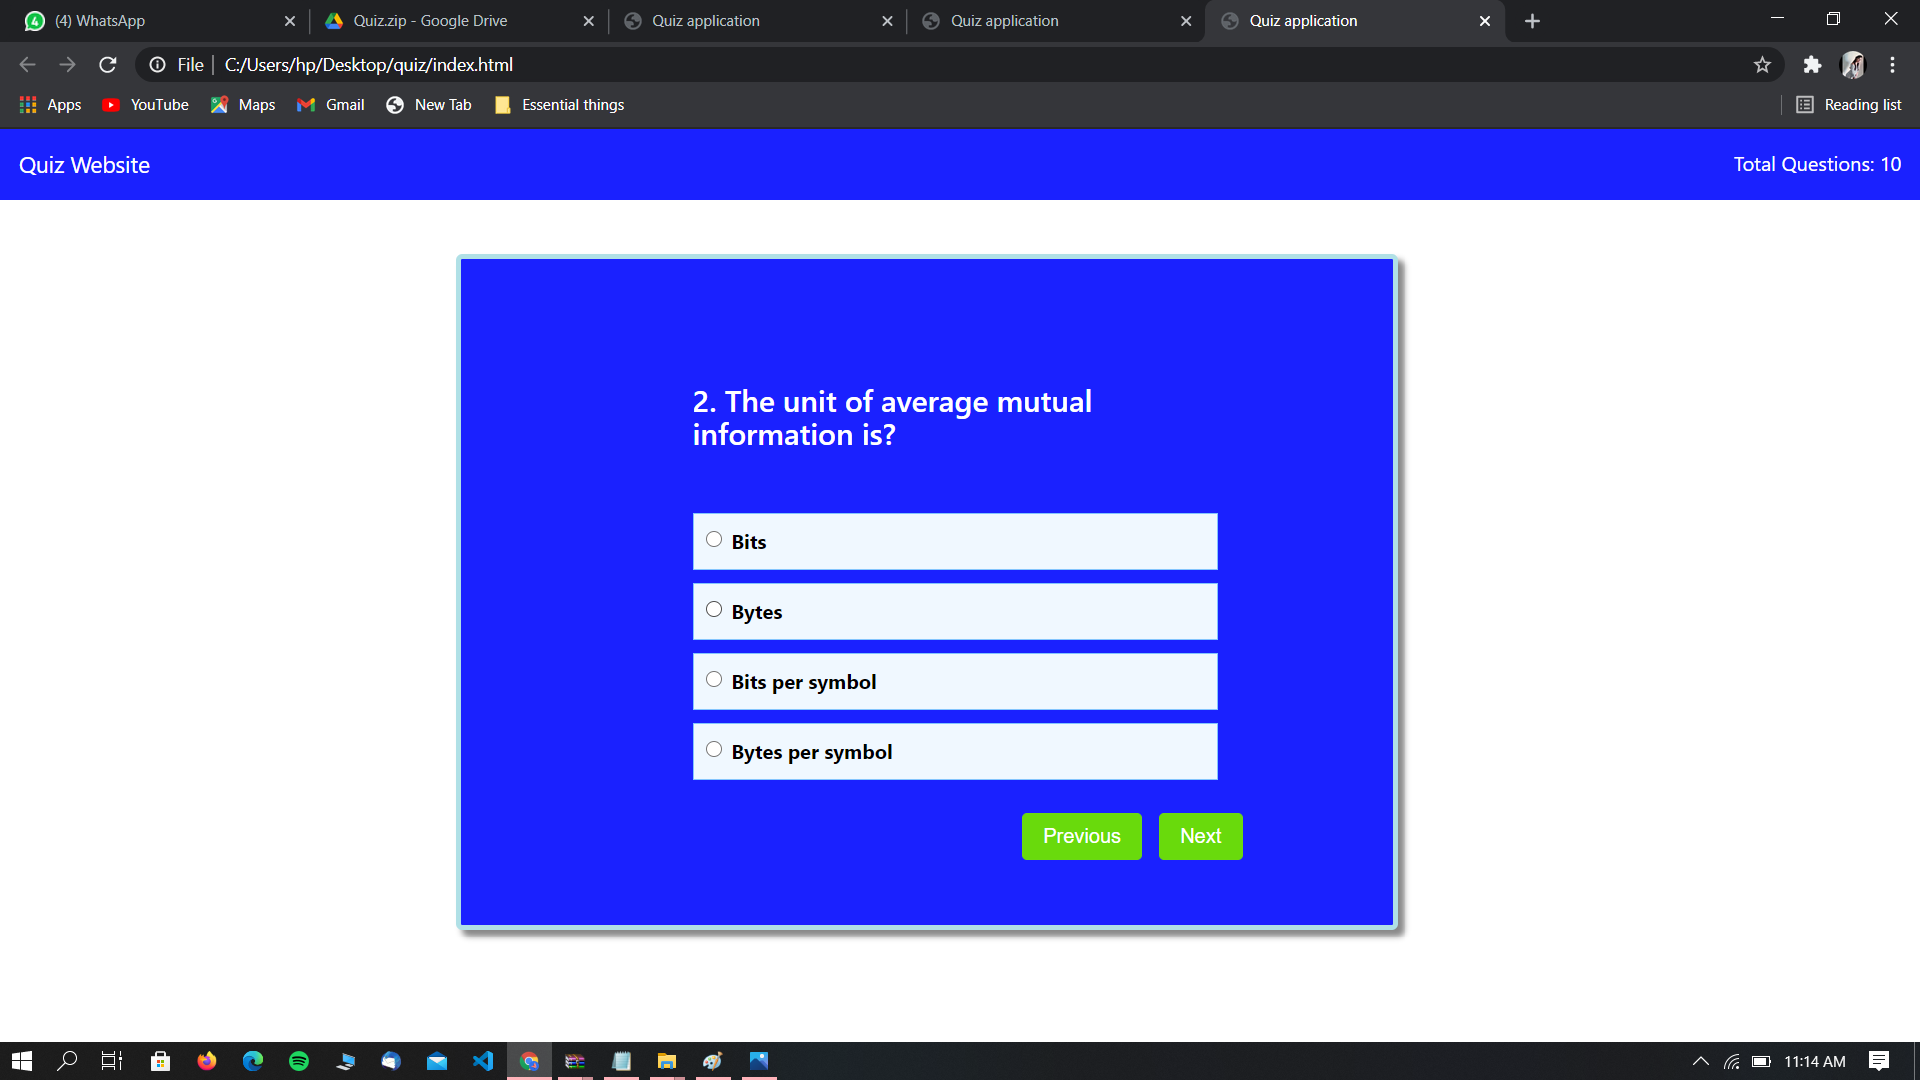 (4) WhatsApp
Quiz.zip - Google Drive
Quiz application
Quiz application
Quiz application
File
C:/Users/hp/Desktop/quiz/index.html
Apps
YouTube
Maps
Gmail
New Tab
Essential things
Reading list
Quiz Website
Total Questions: 10
2. The unit of average mutual
information is?
Bits
Bytes
Bits per symbol
Bytes per symbol
Previous
Next
11:14 AM